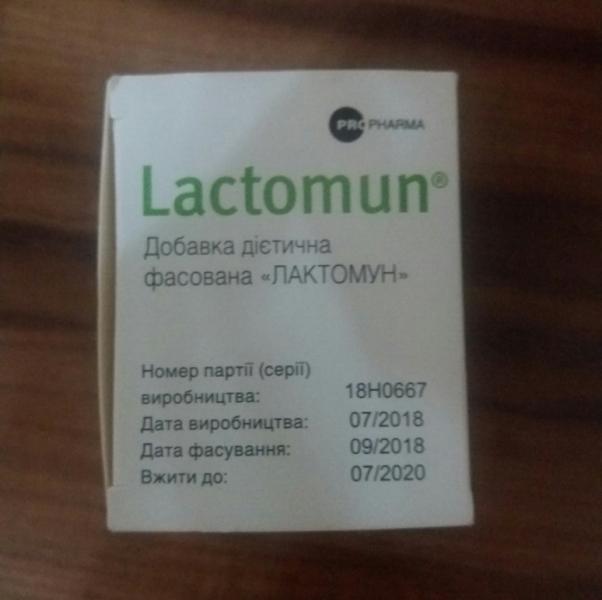 PRO PHARMA
Lactomun®
Добавка дієтична
фасована «ЛАКТОМУН»
Номер партії (серії)
виробництва: 18H0667
Дата виробництва: 07/2018
Дата фасування: 09/2018
Вжити до: 07/2020